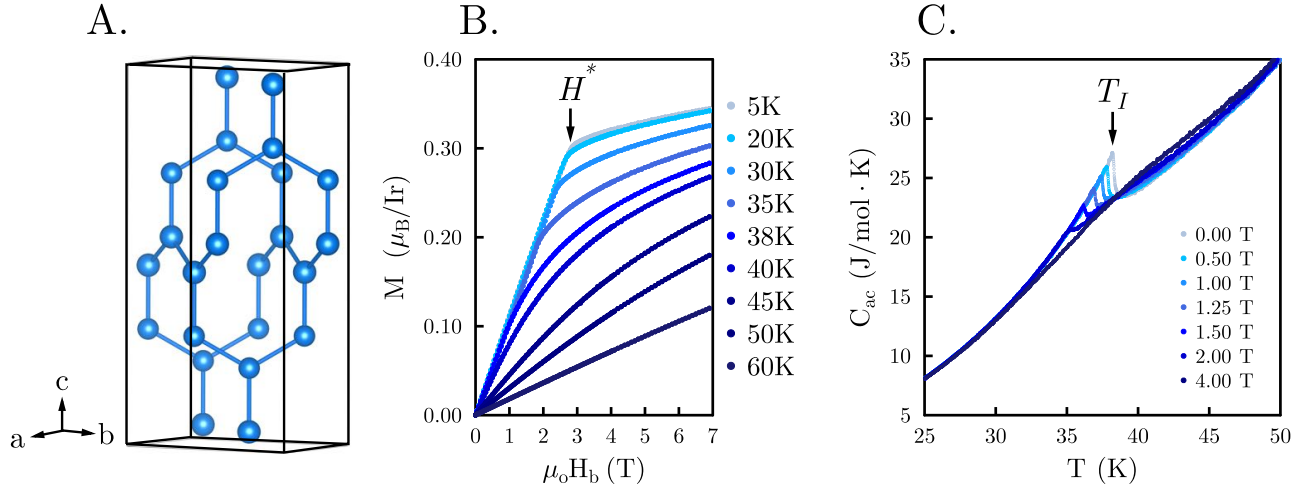 A.
c
a
b
B.
0.40
0.30
0.20
0.10
0.00
M (μB/Ir)
H*
0 1 2 3 4 5 6 7
μoHb (T)
5K
20K
30K
35K
38K
40K
45K
50K
60K
C.
35
30
25
20
15
10
5
Cac (J/mol · K)
TI
0.00 T
0.50 T
1.00 T
1.25 T
1.50 T
2.00 T
4.00 T
25 30 35 40 45 50
T (K)